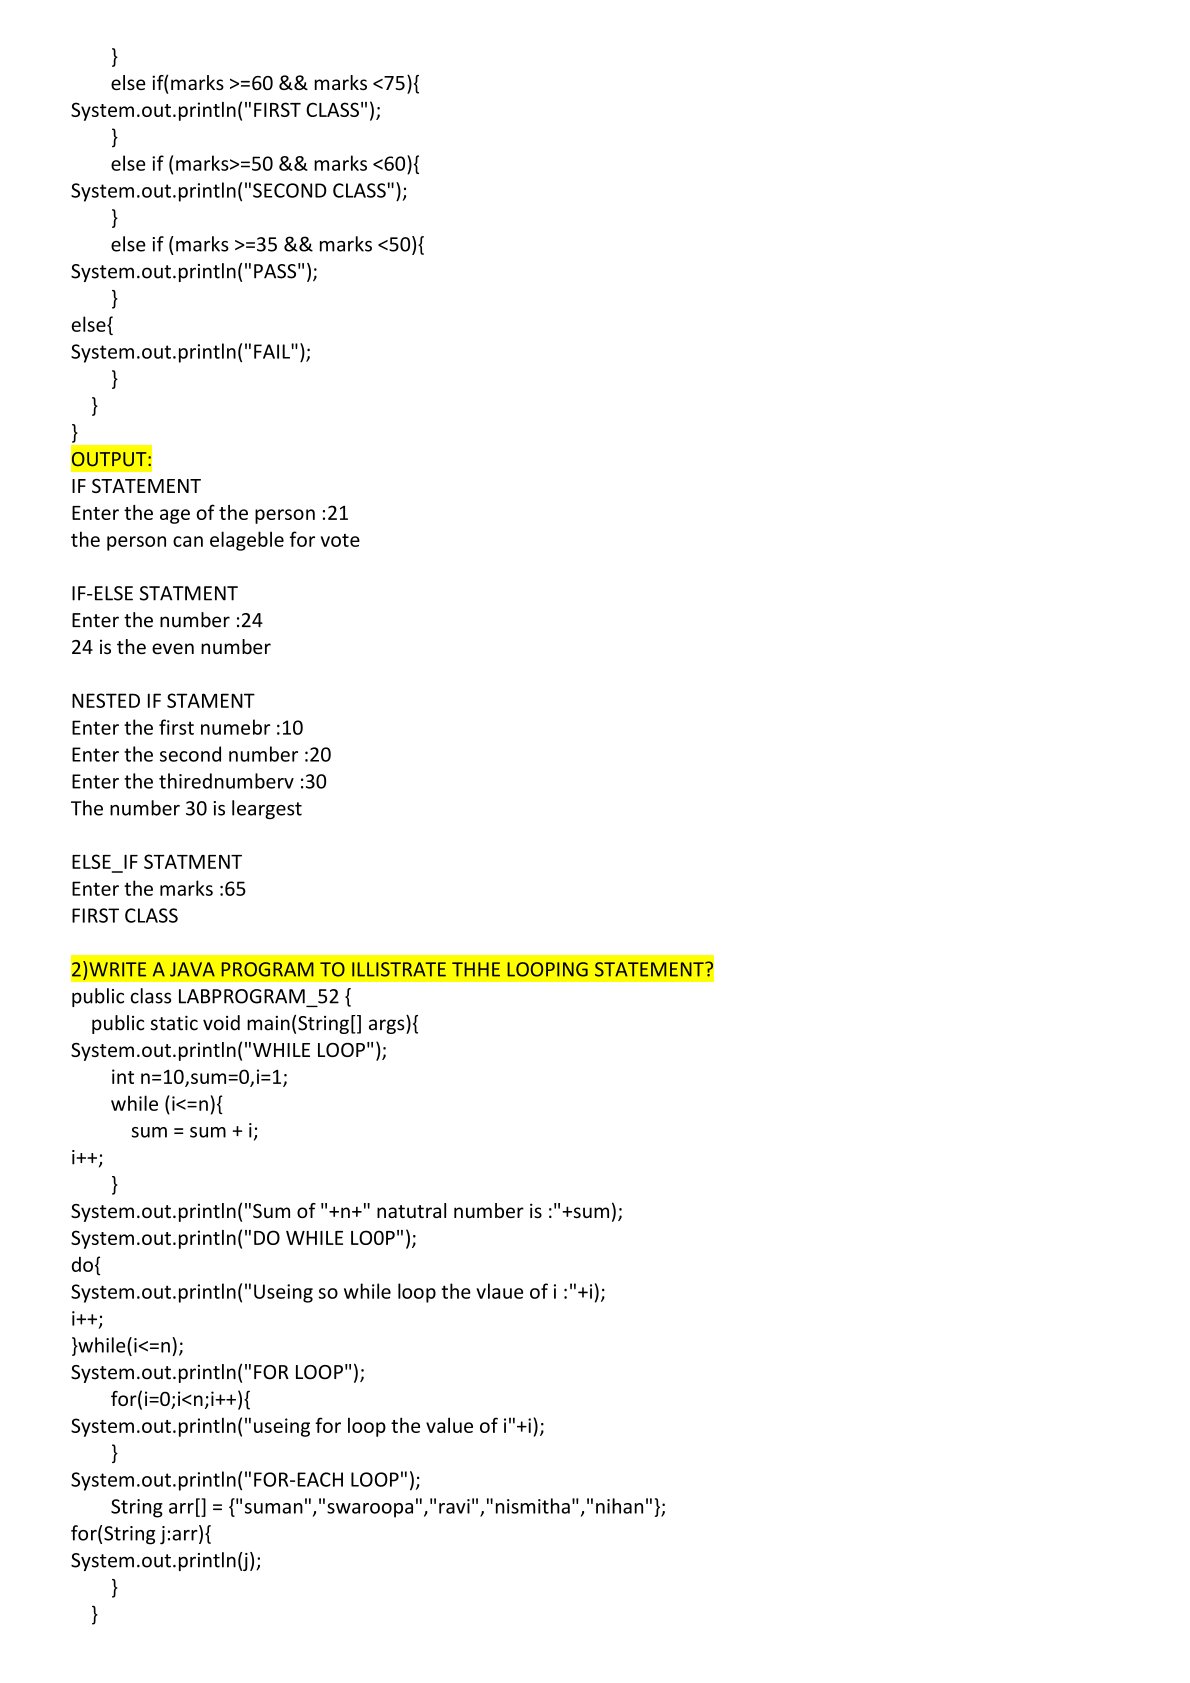 }
else if(marks >=60 && marks <75){
System.out.println("FIRST CLASS");
}
else if (marks>=50 && marks <60){
System.out.println("SECOND CLASS");
}
else if (marks >=35 && marks <50){
System.out.println("PASS");
}
else{
System.out.println("FAIL");
}
}
}
OUTPUT:
IF STATEMENT
Enter the age of the person :21
the person can elageble for vote
IF-ELSE STATMENT
Enter the number :24
24 is the even number
NESTED IF STAMENT
Enter the first numebr :10
Enter the second number :20
Enter the thirednumberv :30
The number 30 is leargest
ELSE_IF STATMENT
Enter the marks :65
FIRST CLASS
2)WRITE A JAVA PROGRAM TO ILLISTRATE THHE LOOPING STATEMENT?
public class LABPROGRAM_52 {
public static void main(String[] args){
System.out.println("WHILE LOOP");
int n=10,sum=0,i=1;
while (i<=n){
sum = sum + i;
i++;
}
System.out.println("Sum of "+n+" natutral number is :"+sum);
System.out.println("DO WHILE LO0P");
do{
System.out.println("Useing so while loop the vlaue of i :"+i);
i++;
}while(i<=n);
System.out.println("FOR LOOP");
for(i=0;i<n;i++){
System.out.println("useing for loop the value of i"+i);
}
System.out.println("FOR-EACH LOOP");
String arr[] = {"suman","swaroopa","ravi","nismitha","nihan"};
for(String j:arr){
System.out.println(j);
}
}